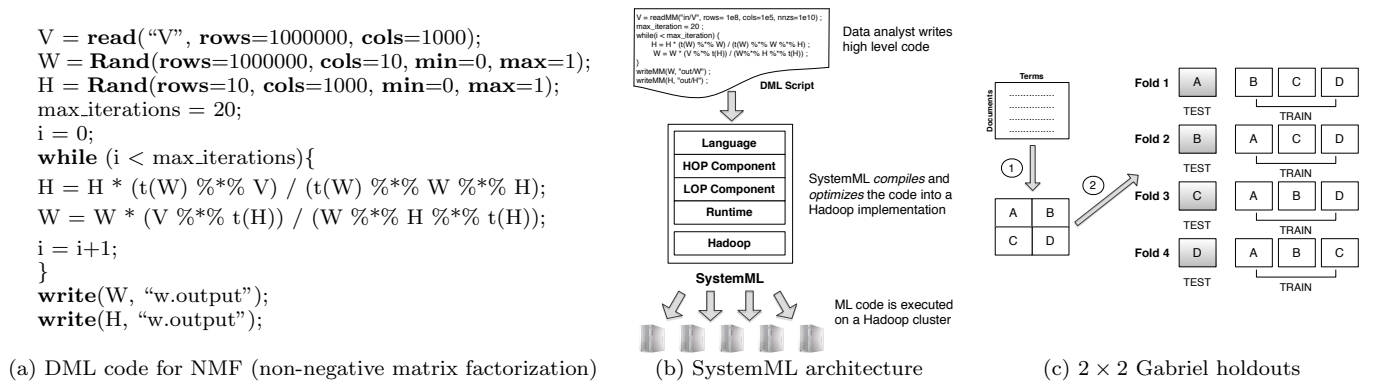 V = read(“V”, rows=1000000, cols=1000);
W = Rand(rows=1000000, cols=10, min=0, max=1);
H = Rand(rows=10, cols=1000, min=0, max=1);
max_iterations = 20;
i = 0;
while (i < max_iterations){
H = H * (t(W) %*% V) / (t(W) %*% W %*% H);
W = W * (V %*% t(H)) / (W %*% H %*% t(H));
i = i+1;
}
write(W, “w.output”);
write(H, “w.output”);
(a) DML code for NMF (non-negative matrix factorization)
V = readMM("in/V", rows= 1e8, cols=1e5, nnzs=1e10) ;
max_iteration = 20 ;
while(i < max_iteration) {
H = H * (t(W) %*% V) / (t(W) %*% W %*% H) ;
W = W * (V %*% t(H)) / (W%*% H %*% t(H)) ;
}
writeMM(W, "out/W") ;
writeMM(H, "out/H") ;
DML Script
Data analyst writes
high level code
Language
HOP Component
LOP Component
Runtime
Hadoop
SystemML
SystemML compiles and
optimizes the code into a
Hadoop implementation
ML code is executed
on a Hadoop cluster
(b) SystemML architecture
Terms
Documents
1
A B
C D
2
Fold 1 A B C D
TEST TRAIN
Fold 2 B A C D
TEST TRAIN
Fold 3 C A B D
TEST TRAIN
Fold 4 D A B C
TEST TRAIN
(c) 2 × 2 Gabriel holdouts